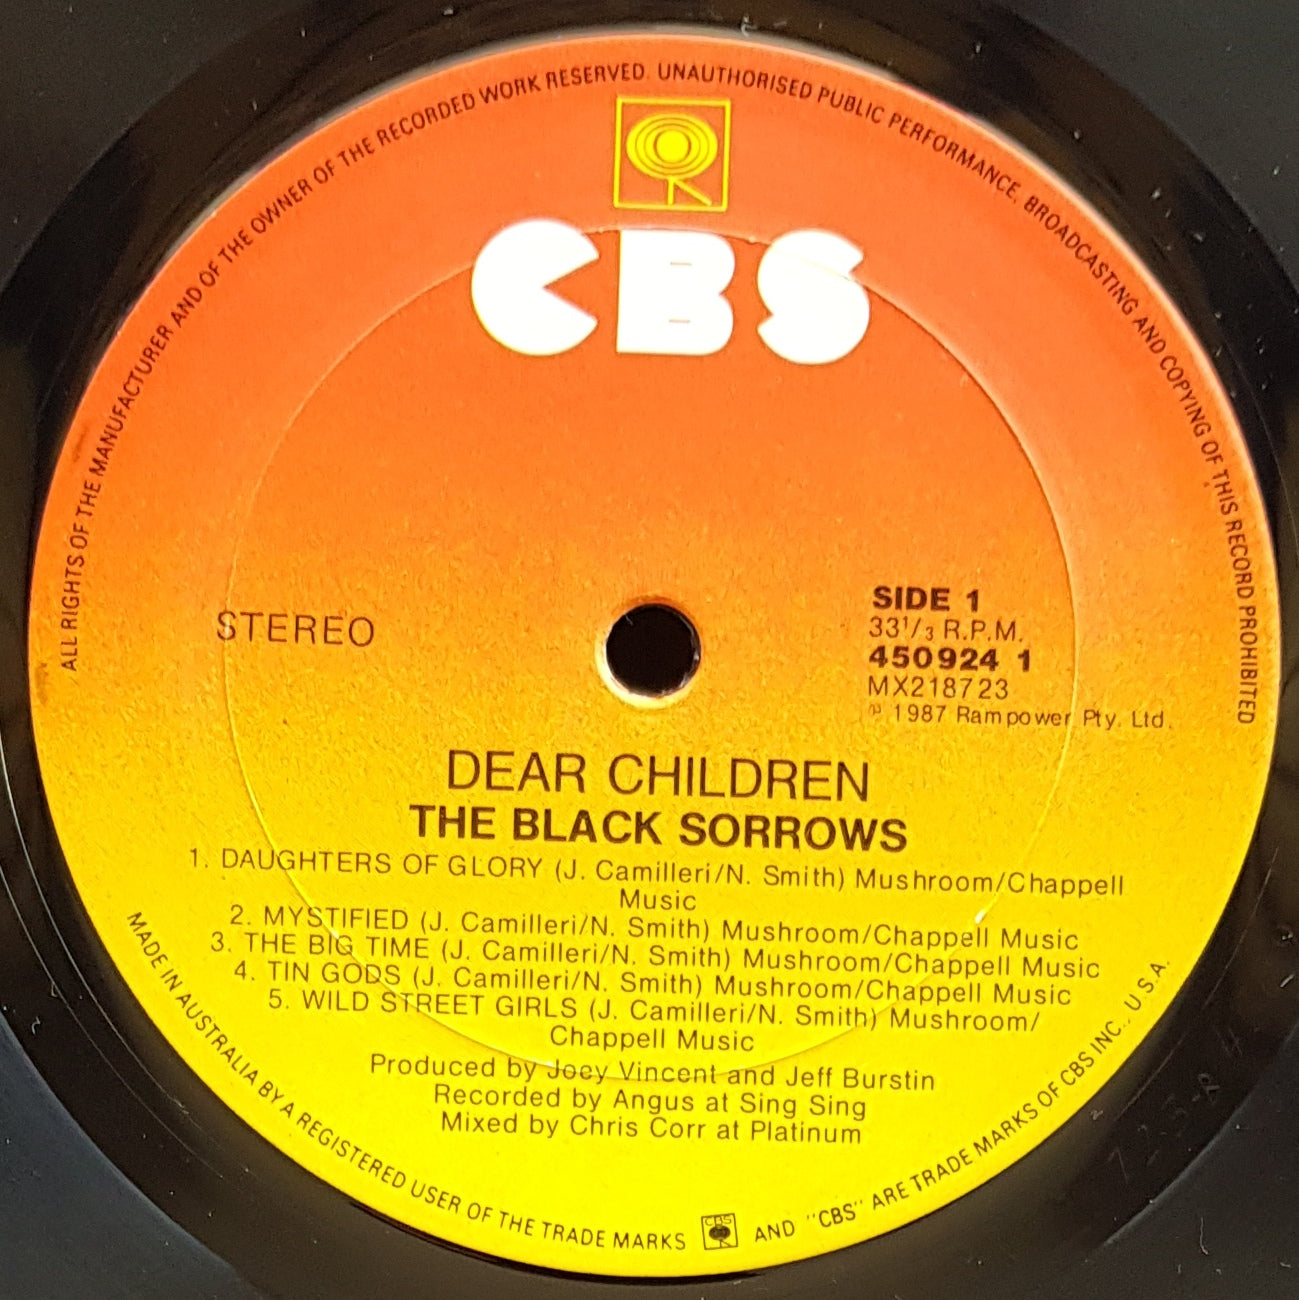 ALL RIGHTS OF THE MANUFACTURER AND OF THE OWNER OF THE RECORDED WORK RESERVED. UNAUTHORISED PUBLIC PERFORMANCE, BROADCASTING AND COPYING OF THIS RECORD PROHIBITED
CBS
STEREO
SIDE 1
33 1/3 R.P.M.
450924 1
MX218723
℗ 1987 Rampower Pty. Ltd.
DEAR CHILDREN
THE BLACK SORROWS
1. DAUGHTERS OF GLORY (J. Camilleri/N. Smith) Mushroom/Chappell
Music
2. MYSTIFIED (J. Camilleri/N. Smith) Mushroom/Chappell Music
3. THE BIG TIME (J. Camilleri/N. Smith) Mushroom/Chappell Music
4. TIN GODS (J. Camilleri/N. Smith) Mushroom/Chappell Music
5. WILD STREET GIRLS (J. Camilleri/N. Smith) Mushroom/
Chappell Music
Produced by Joey Vincent and Jeff Burstin
Recorded by Angus at Sing Sing
Mixed by Chris Corr at Platinum
MADE IN AUSTRALIA BY A REGISTERED USER OF THE TRADE MARKS CBS AND "CBS" ARE TRADE MARKS OF CBS INC., U.S.A.